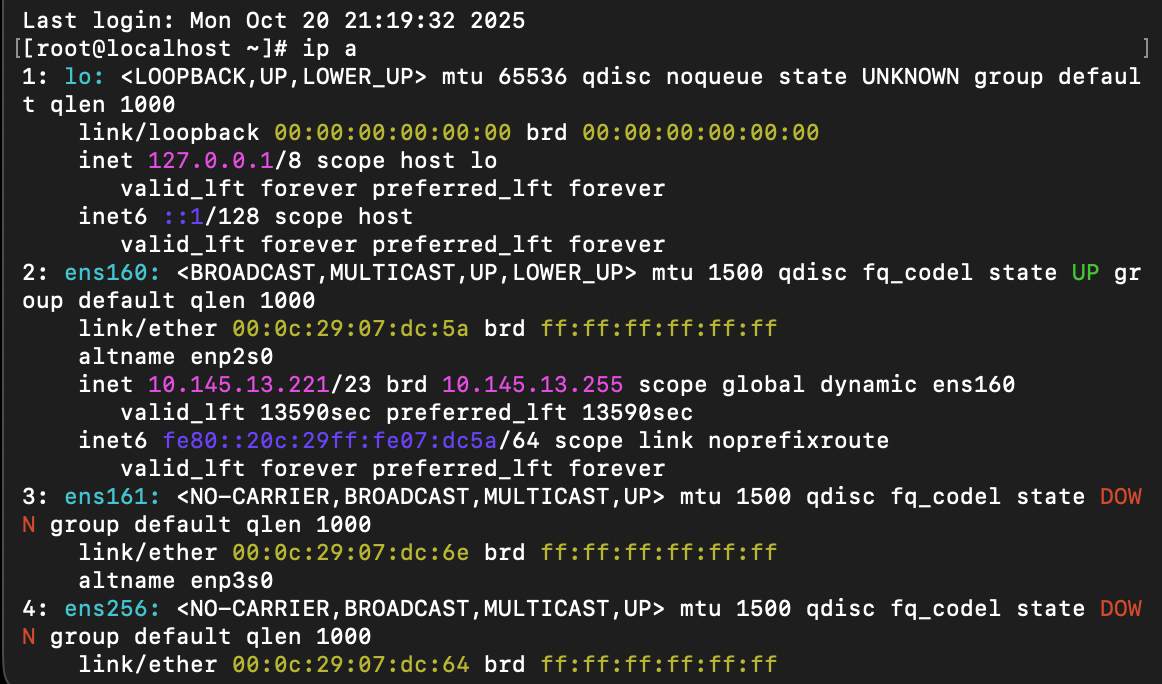 Last login: Mon Oct 20 21:19:32 2025
[[root@localhost ~]# ip a ]
1: lo: <LOOPBACK,UP,LOWER_UP> mtu 65536 qdisc noqueue state UNKNOWN group defaul
t qlen 1000
    link/loopback 00:00:00:00:00:00 brd 00:00:00:00:00:00
    inet 127.0.0.1/8 scope host lo
       valid_lft forever preferred_lft forever
    inet6 ::1/128 scope host
       valid_lft forever preferred_lft forever
2: ens160: <BROADCAST,MULTICAST,UP,LOWER_UP> mtu 1500 qdisc fq_codel state UP gr
oup default qlen 1000
    link/ether 00:0c:29:07:dc:5a brd ff:ff:ff:ff:ff:ff
    altname enp2s0
    inet 10.145.13.221/23 brd 10.145.13.255 scope global dynamic ens160
       valid_lft 13590sec preferred_lft 13590sec
    inet6 fe80::20c:29ff:fe07:dc5a/64 scope link noprefixroute
       valid_lft forever preferred_lft forever
3: ens161: <NO-CARRIER,BROADCAST,MULTICAST,UP> mtu 1500 qdisc fq_codel state DOW
N group default qlen 1000
    link/ether 00:0c:29:07:dc:6e brd ff:ff:ff:ff:ff:ff
    altname enp3s0
4: ens256: <NO-CARRIER,BROADCAST,MULTICAST,UP> mtu 1500 qdisc fq_codel state DOW
N group default qlen 1000
    link/ether 00:0c:29:07:dc:64 brd ff:ff:ff:ff:ff:ff